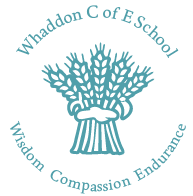 Whaddon C of E School
Wisdom Compassion Endurance